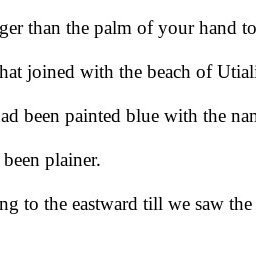 ger than the palm of your hand to
hat joined with the beach of Utiali
ad been painted blue with the nam
been plainer.
ng to the eastward till we saw the